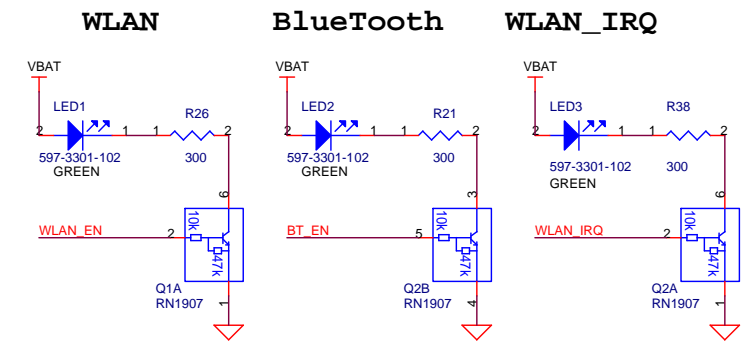 WLAN
BlueTooth
WLAN_IRQ
VBAT
VBAT
VBAT
LED1
R26
LED2
R21
LED3
R38
2 1 1 2
2 1 1 2
2 1 1 2
597-3301-102
GREEN
300
597-3301-102
GREEN
300
597-3301-102
GREEN
300
6
3
6
WLAN_EN
2
10k
47k
BT_EN
5
10k
47k
WLAN_IRQ
2
10k
47k
Q1A
RN1907
1
Q2B
RN1907
4
Q2A
RN1907
1